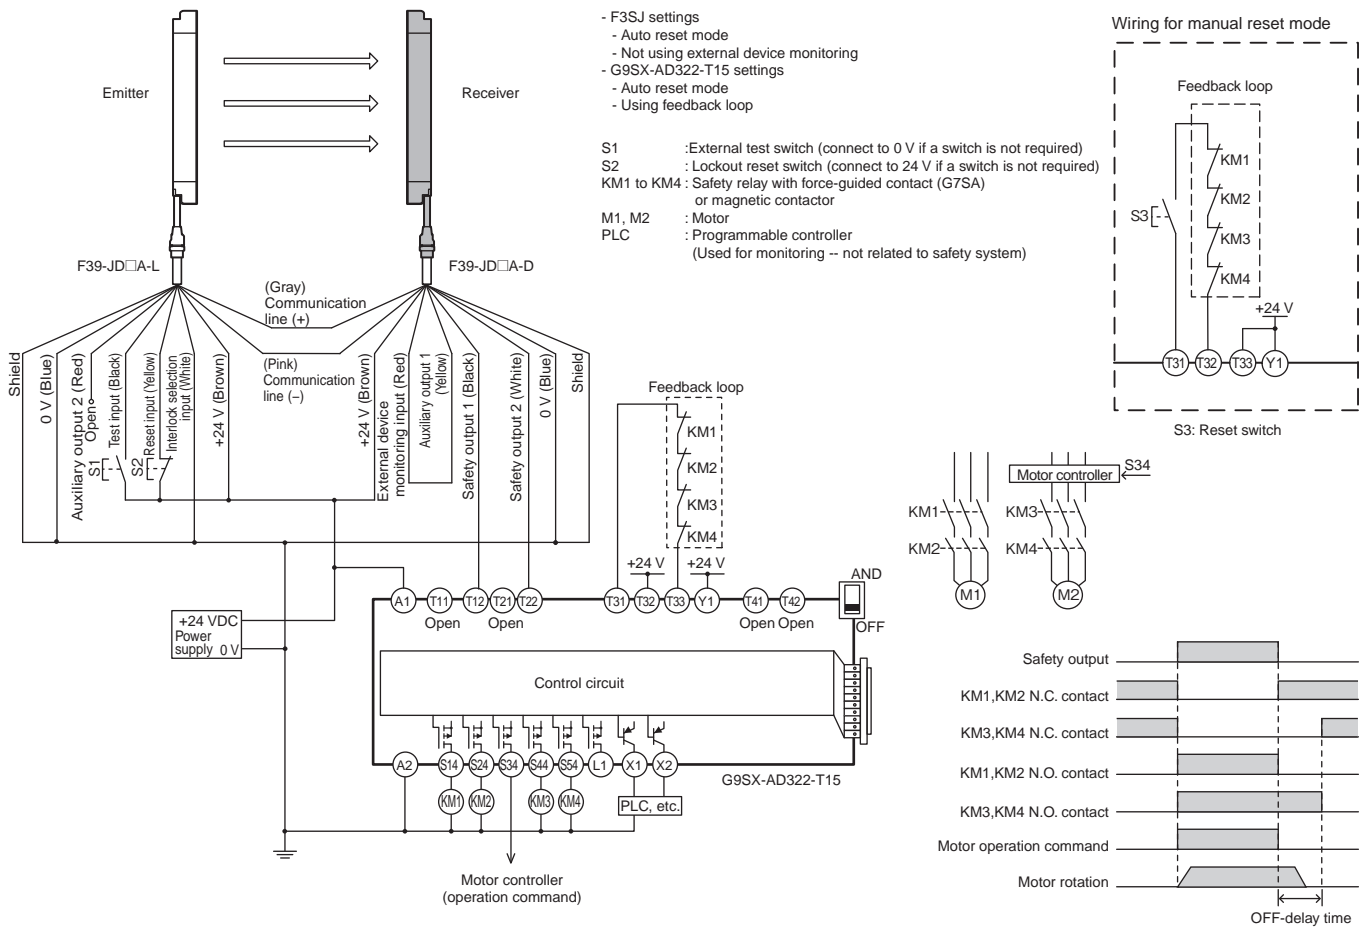 - F3SJ settings
- Auto reset mode
- Not using external device monitoring
- G9SX-AD322-T15 settings
- Auto reset mode
- Using feedback loop
S1 :External test switch (connect to 0 V if a switch is not required)
S2 : Lockout reset switch (connect to 24 V if a switch is not required)
KM1 to KM4 : Safety relay with force-guided contact (G7SA)
or magnetic contactor
M1, M2 : Motor
PLC : Programmable controller
(Used for monitoring -- not related to safety system)
Emitter
Receiver
F39-JD□A-L
F39-JD□A-D
(Gray)
Communication
line (+)
(Pink)
Communication
line (−)
Shield
0 V (Blue)
Auxiliary output 2 (Red)
Open
Test input (Black)
Reset input (Yellow)
Interlock selection
input (White)
+24 V (Brown)
S1
S2
+24 V (Brown)
External device
monitoring input (Red)
Auxiliary output 1
(Yellow)
Safety output 1 (Black)
Safety output 2 (White)
0 V (Blue)
Shield
Feedback loop
KM1
KM2
KM3
KM4
+24 V
+24 V
AND
OFF
A1
T11
T12
T21
T22
T31
T32
T33
Y1
T41
T42
Open
Open
Open
Open
+24 VDC
Power
supply 0 V
Control circuit
A2
S14
S24
S34
S44
S54
L1
X1
X2
G9SX-AD322-T15
KM1
KM2
KM3
KM4
PLC, etc.
Motor controller
(operation command)
Wiring for manual reset mode
Feedback loop
KM1
KM2
KM3
KM4
S3
+24 V
T31
T32
T33
Y1
S3: Reset switch
Motor controller
S34
KM1
KM2
KM3
KM4
M1
M2
Safety output
KM1,KM2 N.C. contact
KM3,KM4 N.C. contact
KM1,KM2 N.O. contact
KM3,KM4 N.O. contact
Motor operation command
Motor rotation
OFF-delay time